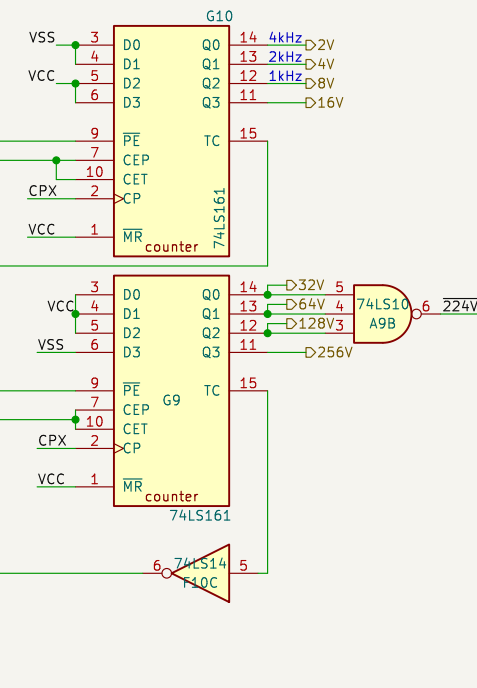 G10
VSS 3 D0 Q0 14 4kHz 2V
4 D1 Q1 13 2kHz 4V
VCC 5 D2 Q2 12 1kHz 8V
6 D3 Q3 11 16V
9 PE TC 15
7 CEP
10 CET
CPX 2 CP
74LS161
VCC 1 MR
counter
3 D0 Q0 14 32V 5
VCC 4 D1 Q1 13 64V 4 74LS10 6 224V
5 D2 Q2 12 128V 3 A9B
VSS 6 D3 Q3 11 256V
9 PE TC 15
7 CEP G9
10 CET
CPX 2 CP
VCC 1 MR
counter
74LS161
6 74LS14 5
F10C